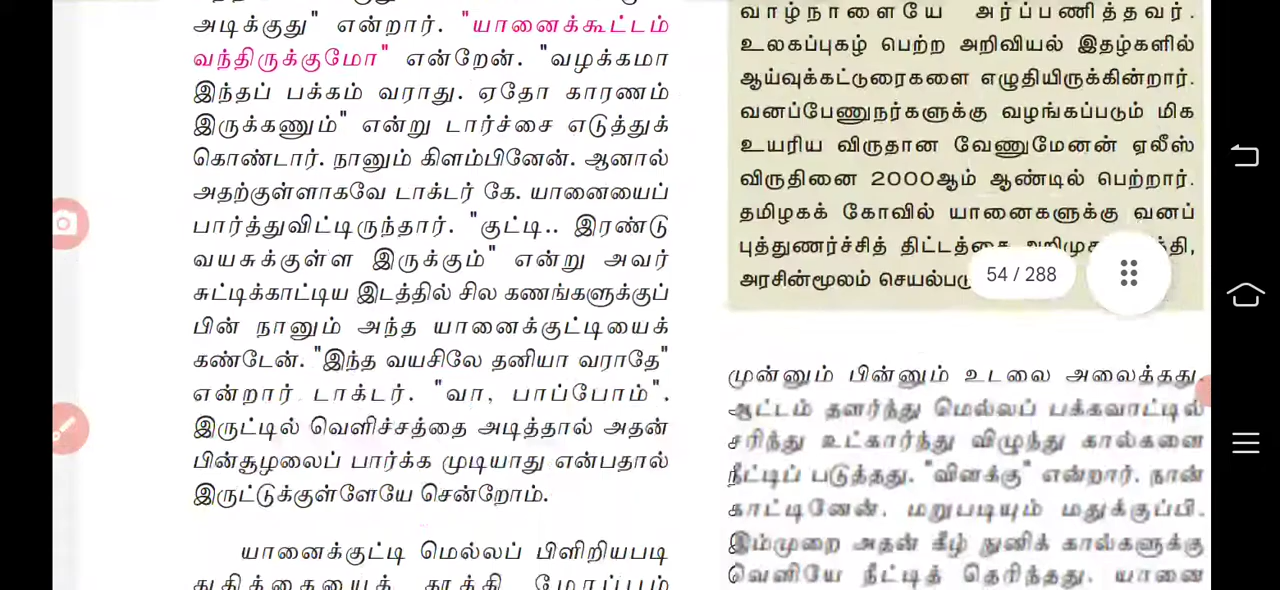 அடிக்குது" என்றார். "யானைக்கூட்டம்
வந்திருக்குமோ" என்றேன். "வழக்கமா
இந்தப் பக்கம் வராது. ஏதோ காரணம்
இருக்கணும்" என்று டார்ச்சை எடுத்துக்
கொண்டார். நானும் கிளம்பினேன். ஆனால்
அதற்குள்ளாகவே டாக்டர் கே. யானையைப்
பார்த்துவிட்டிருந்தார். "குட்டி.. இரண்டு
வயசுக்குள்ள இருக்கும்" என்று அவர்
சுட்டிக்காட்டிய இடத்தில் சில கணங்களுக்குப்
பின் நானும் அந்த யானைக்குட்டியைக்
கண்டேன். "இந்த வயசிலே தனியா வராதே"
என்றார் டாக்டர். "வா, பாப்போம்".
இருட்டில் வெளிச்சத்தை அடித்தால் அதன்
பின்சூழலைப் பார்க்க முடியாது என்பதால்
இருட்டுக்குள்ளேயே சென்றோம்.
யானைக்குட்டி மெல்லப் பிளிறியபடி
துதிக்கையைத் தூக்கி மோப்பம்
வாழ்நாளையே அர்ப்பணித்தவர்.
உலகப்புகழ் பெற்ற அறிவியல் இதழ்களில்
ஆய்வுக்கட்டுரைகளை எழுதியிருக்கின்றார்.
வனப்பேணுநர்களுக்கு வழங்கப்படும் மிக
உயரிய விருதான வேணுமேனன் ஏலீஸ்
விருதினை 2000ஆம் ஆண்டில் பெற்றார்.
தமிழகக் கோவில் யானைகளுக்கு வனப்
புத்துணர்ச்சித் திட்டத்தை
அரசின்மூலம்
54 / 288
முன்னும் பின்னும் உடலை அலைத்தது.
ஆட்டம் தளர்ந்து மெல்லப் பக்கவாட்டில்
சரிந்து உட்கார்ந்து விழுந்து கால்களை
நீட்டிப் படுத்தது. "விளக்கு" என்றார். நான்
காட்டினேன். மறுபடியும் மதுக்குப்பி.
இம்முறை அதன் கீழ் நுனிக் கால்களுக்கு
வெளியே நீட்டித் தெரிந்தது. யானை